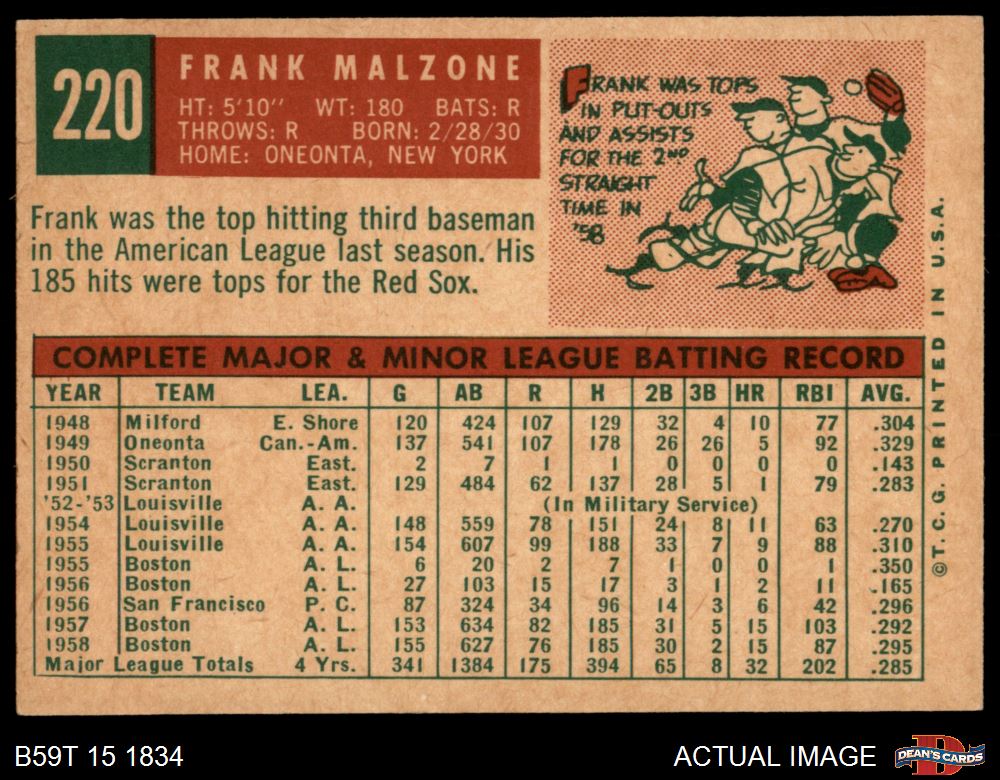 220
FRANK MALZONE
HT: 5'10" WT: 180 BATS: R
THROWS: R BORN: 2/28/30
HOME: ONEONTA, NEW YORK
Frank was the top hitting third baseman
in the American League last season. His
185 hits were tops for the Red Sox.
FRANK WAS TOPS
IN PUT-OUTS
AND ASSISTS
FOR THE 2ND
STRAIGHT
TIME IN
'58
COMPLETE MAJOR & MINOR LEAGUE BATTING RECORD
YEAR TEAM LEA. G AB R H 2B 3B HR RBI AVG.
1948 Milford E. Shore 120 424 107 129 32 4 10 77 .304
1949 Oneonta Can.-Am. 137 541 107 178 26 26 5 92 .329
1950 Scranton East. 2 7 1 1 0 0 0 0 .143
1951 Scranton East. 129 484 62 137 28 5 1 79 .283
'52-'53 Louisville A. A. (In Military Service)
1954 Louisville A. A. 148 559 78 151 24 8 11 63 .270
1955 Louisville A. A. 154 607 99 188 33 7 9 88 .310
1955 Boston A. L. 6 20 2 7 1 0 0 1 .350
1956 Boston A. L. 27 103 15 17 3 1 2 11 .165
1956 San Francisco P. C. 87 324 34 96 14 3 6 42 .296
1957 Boston A. L. 153 634 82 185 31 5 15 103 .292
1958 Boston A. L. 155 627 76 185 30 2 15 87 .295
Major League Totals 4 Yrs. 341 1384 175 394 65 8 32 202 .285
©T.C.G. PRINTED IN U.S.A.
B59T 15 1834
ACTUAL IMAGE
D
DEAN'S CARDS